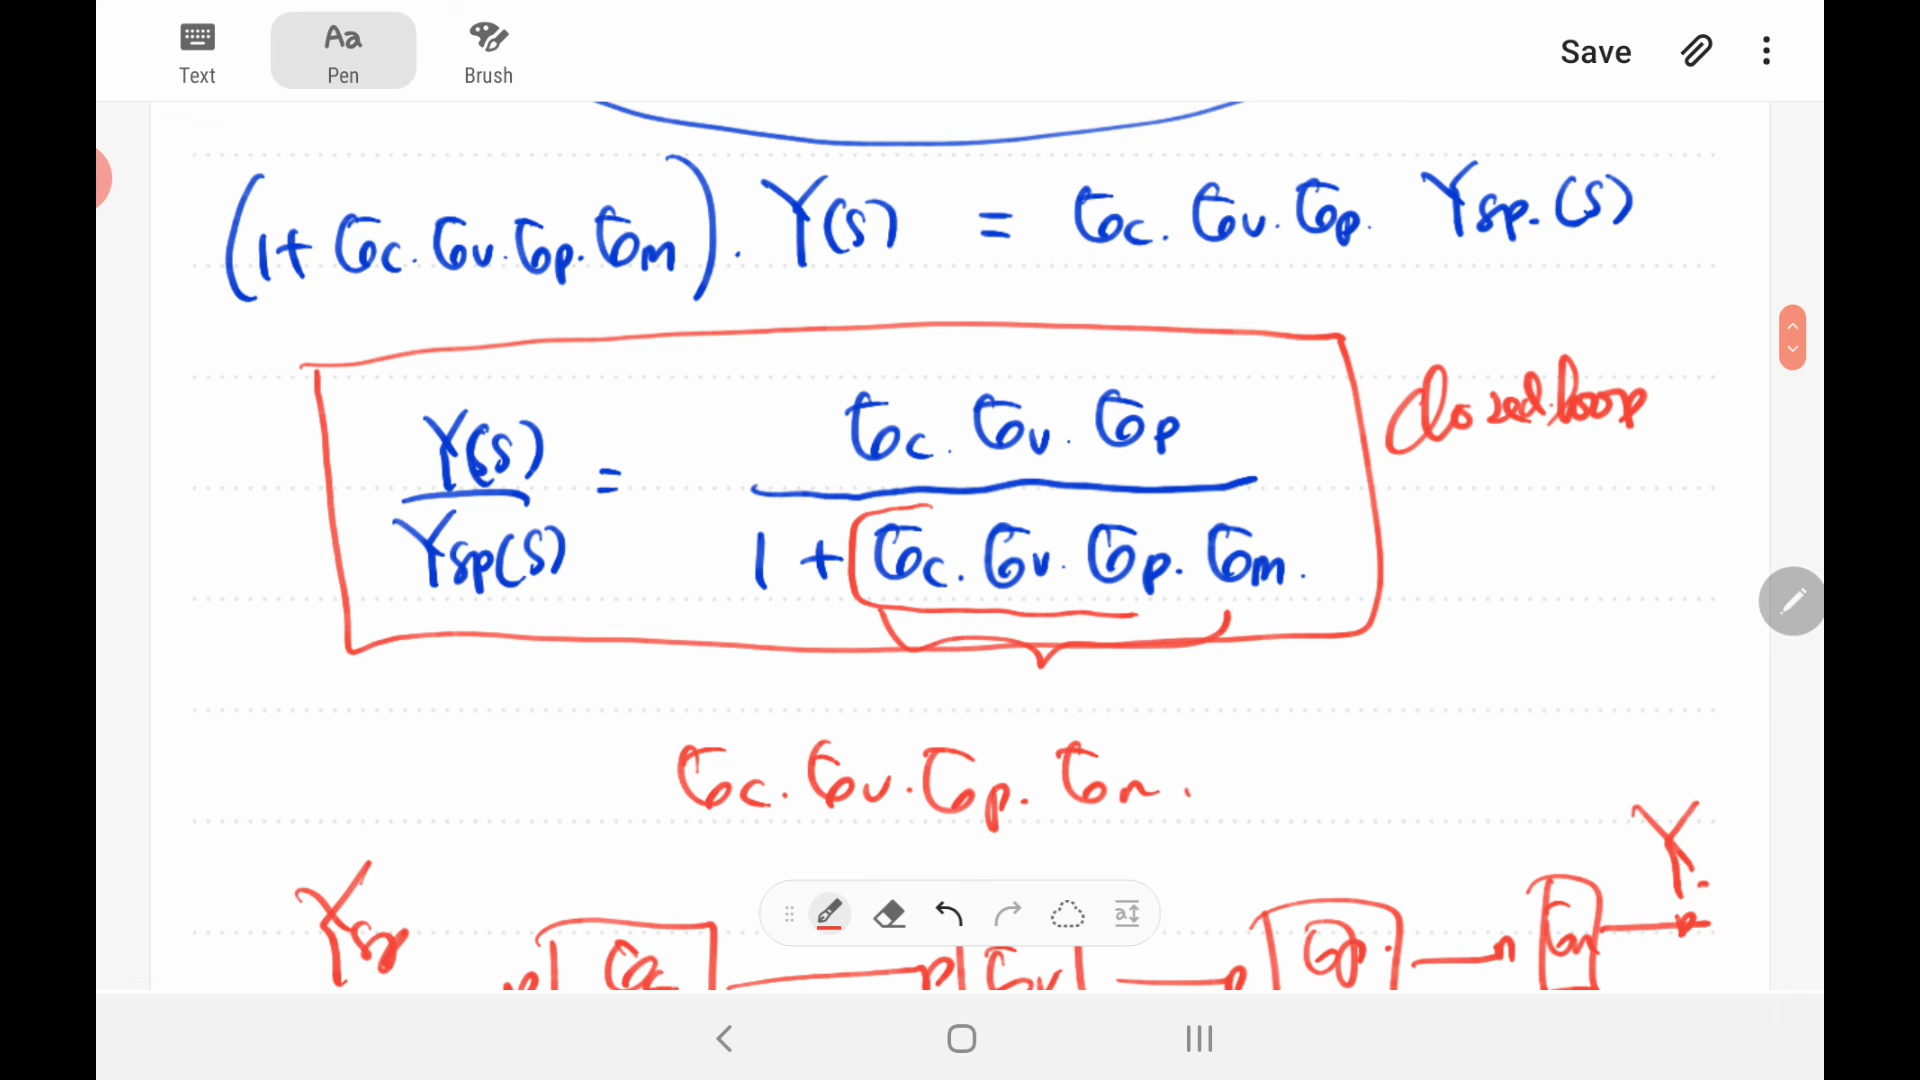 Text Pen Brush Save
(1 + Gc . Gv . Gp . Gm) . Y(s) = Gc . Gv . Gp . Ysp . (s)
Y(s) / Ysp(s) = Gc . Gv . Gp / 1 + Gc . Gv . Gp . Gm .
closed loop
Gc . Gv . Gp . Gm .
Ysp Gc Gv Gp . Gm Y